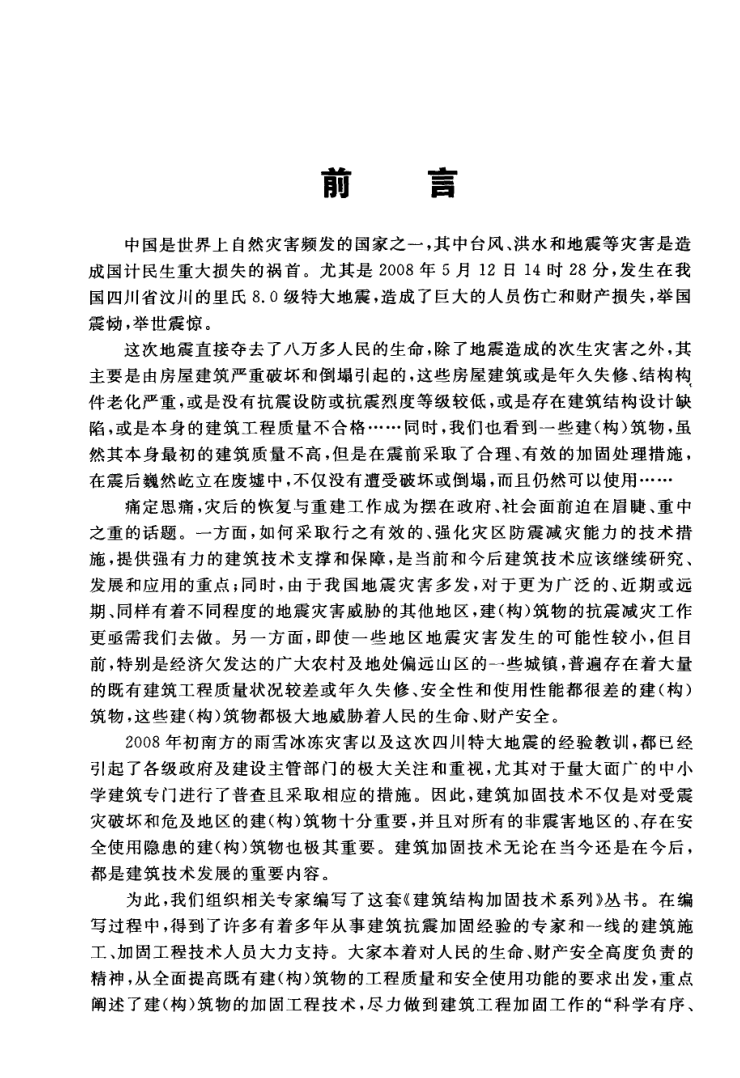 前 言
中国是世界上自然灾害频发的国家之一,其中台风、洪水和地震等灾害是造
成国计民生重大损失的祸首。尤其是 2008 年 5 月 12 日 14 时 28 分,发生在我
国四川省汶川的里氏 8.0 级特大地震,造成了巨大的人员伤亡和财产损失,举国
震恸,举世震惊。
这次地震直接夺去了八万多人民的生命,除了地震造成的次生灾害之外,其
主要是由房屋建筑严重破坏和倒塌引起的,这些房屋建筑或是年久失修、结构构
件老化严重,或是没有抗震设防或抗震烈度等级较低,或是存在建筑结构设计缺
陷,或是本身的建筑工程质量不合格……同时,我们也看到一些建(构)筑物,虽
然其本身最初的建筑质量不高,但是在震前采取了合理、有效的加固处理措施,
在震后巍然屹立在废墟中,不仅没有遭受破坏或倒塌,而且仍然可以使用……
痛定思痛,灾后的恢复与重建工作成为摆在政府、社会面前迫在眉睫、重中
之重的话题。一方面,如何采取行之有效的、强化灾区防震减灾能力的技术措
施,提供强有力的建筑技术支撑和保障,是当前和今后建筑技术应该继续研究、
发展和应用的重点;同时,由于我国地震灾害多发,对于更为广泛的、近期或远
期、同样有着不同程度的地震灾害威胁的其他地区,建(构)筑物的抗震减灾工作
更亟需我们去做。另一方面,即使一些地区地震灾害发生的可能性较小,但目
前,特别是经济欠发达的广大农村及地处偏远山区的一些城镇,普遍存在着大量
的既有建筑工程质量状况较差或年久失修、安全性和使用性能都很差的建(构)
筑物,这些建(构)筑物都极大地威胁着人民的生命、财产安全。
2008 年初南方的雨雪冰冻灾害以及这次四川特大地震的经验教训,都已经
引起了各级政府及建设主管部门的极大关注和重视,尤其对于量大面广的中小
学建筑专门进行了普查且采取相应的措施。因此,建筑加固技术不仅是对受震
灾破坏和危及地区的建(构)筑物十分重要,并且对所有的非震害地区的、存在安
全使用隐患的建(构)筑物也极其重要。建筑加固技术无论在当今还是在今后,
都是建筑技术发展的重要内容。
为此,我们组织相关专家编写了这套《建筑结构加固技术系列》丛书。在编
写过程中,得到了许多有着多年从事建筑抗震加固经验的专家和一线的建筑施
工、加固工程技术人员大力支持。大家本着对人民的生命、财产安全高度负责的
精神,从全面提高既有建(构)筑物的工程质量和安全使用功能的要求出发,重点
阐述了建(构)筑物的加固工程技术,尽力做到建筑工程加固工作的“科学有序、